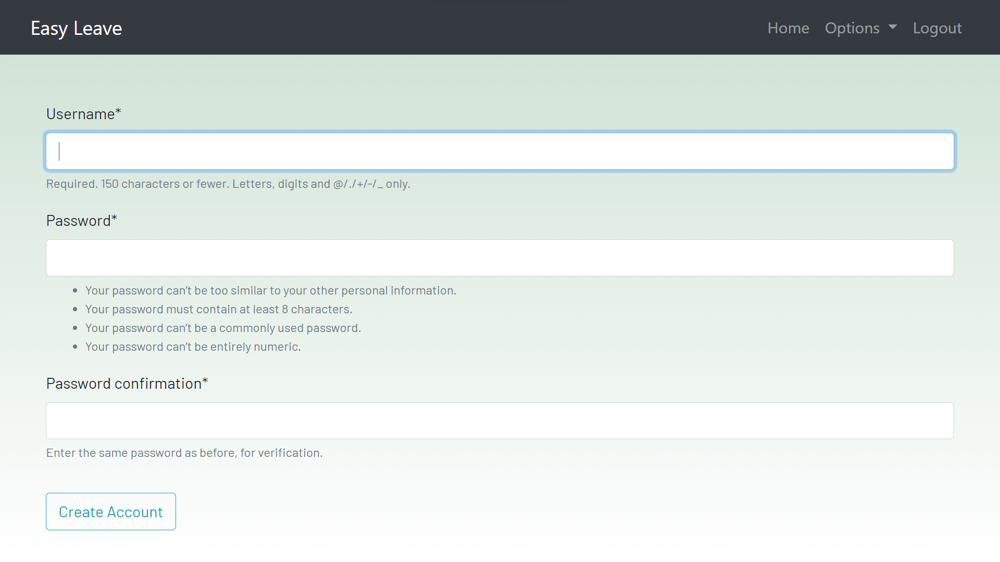 Easy Leave
Home Options Logout
Username*
Required. 150 characters or fewer. Letters, digits and @/./+/-/_ only.
Password*
Your password can’t be too similar to your other personal information.
Your password must contain at least 8 characters.
Your password can’t be a commonly used password.
Your password can’t be entirely numeric.
Password confirmation*
Enter the same password as before, for verification.
Create Account